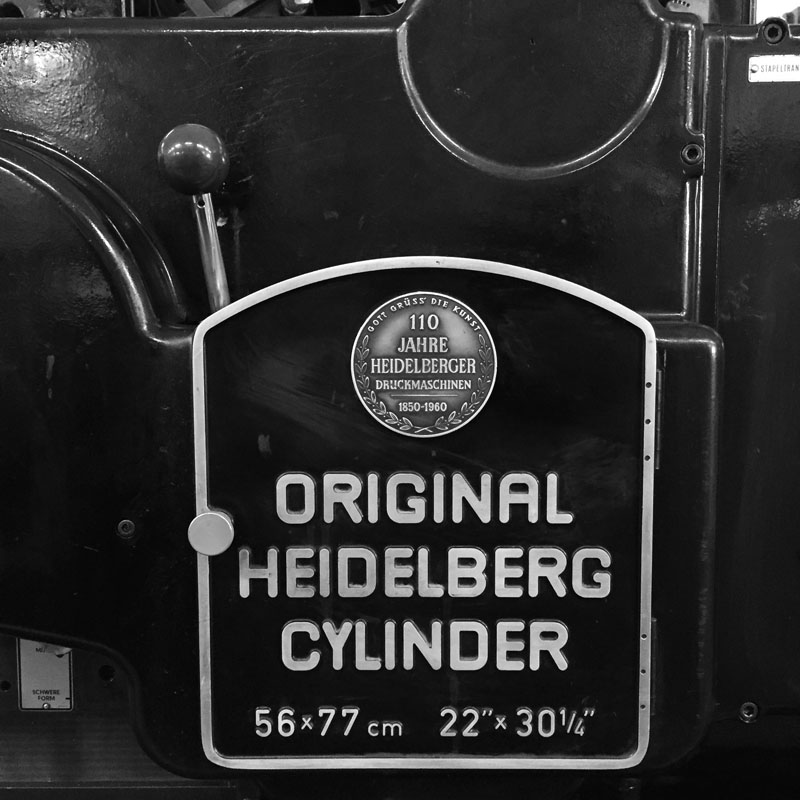 STAPELTRAN
GOTT GRÜSS' DIE KUNST
110
JAHRE
HEIDELBERGER
DRUCKMASCHINEN
1850-1960
ORIGINAL
HEIDELBERG
CYLINDER
56×77 cm 22"× 30¼"
SCHWERE
FORM